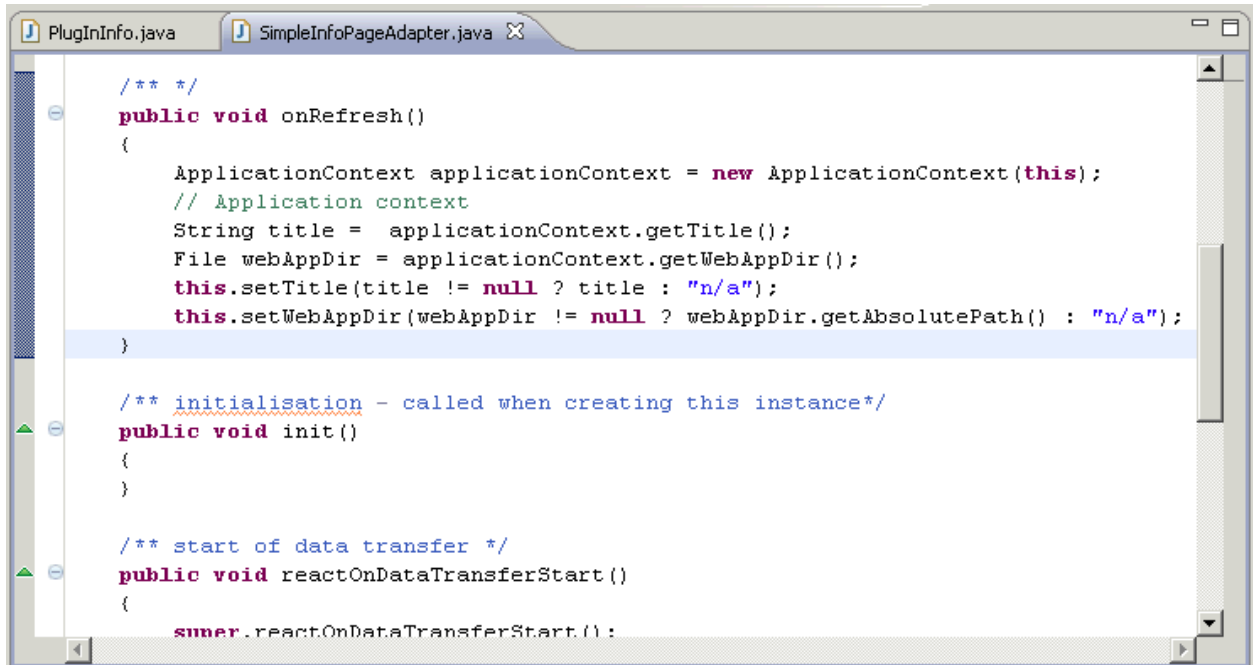 PlugInInfo.java
SimpleInfoPageAdapter.java
/** */
public void onRefresh()
{
ApplicationContext applicationContext = new ApplicationContext(this);
// Application context
String title =  applicationContext.getTitle();
File webAppDir = applicationContext.getWebAppDir();
this.setTitle(title != null ? title : "n/a");
this.setWebAppDir(webAppDir != null ? webAppDir.getAbsolutePath() : "n/a");
}
/** initialisation - called when creating this instance*/
public void init()
{
}
/** start of data transfer */
public void reactOnDataTransferStart()
{
super.reactOnDataTransferStart();